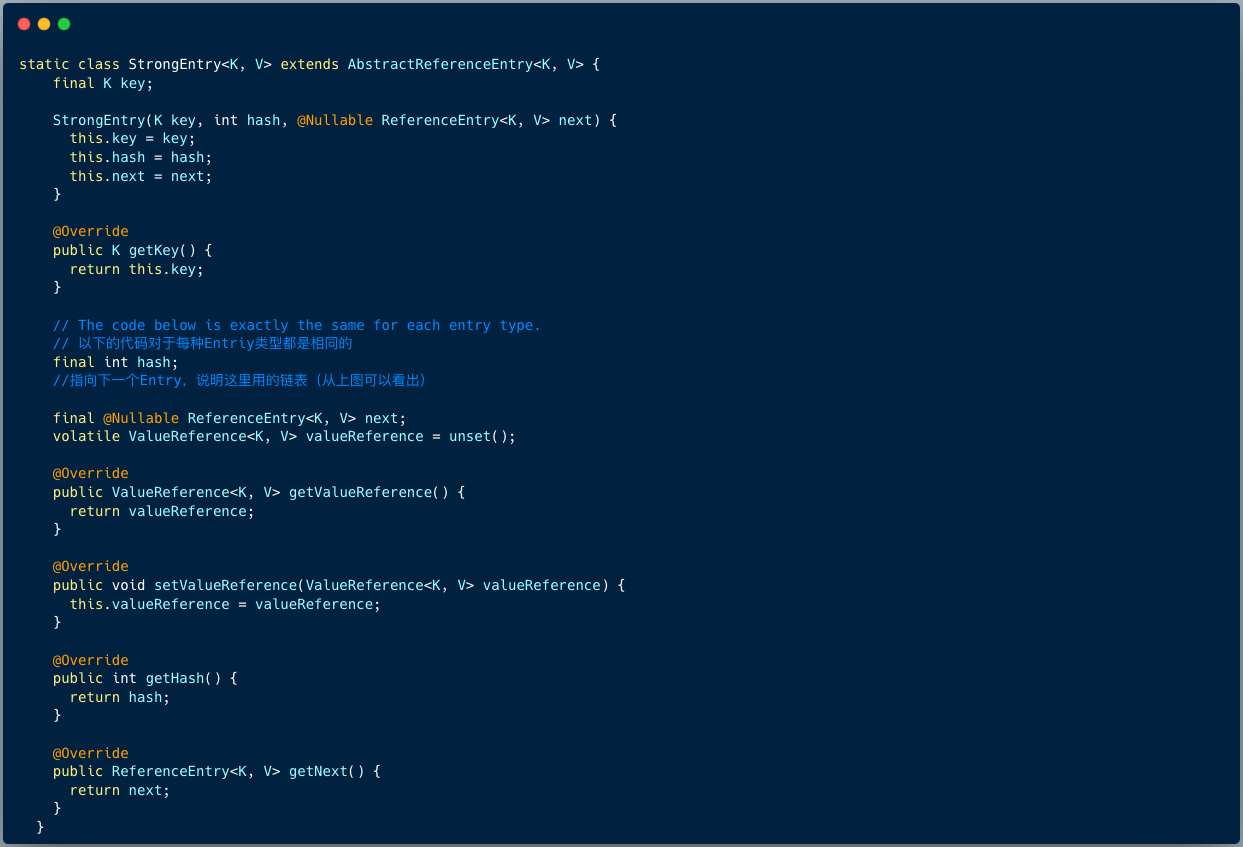 static class StrongEntry<K, V> extends AbstractReferenceEntry<K, V> {
    final K key;

    StrongEntry(K key, int hash, @Nullable ReferenceEntry<K, V> next) {
      this.key = key;
      this.hash = hash;
      this.next = next;
    }

    @Override
    public K getKey() {
      return this.key;
    }

    // The code below is exactly the same for each entry type.
    // 以下的代码对于每种Entriy类型都是相同的
    final int hash;
    //指向下一个Entry，说明这里用的链表（从上图可以看出）

    final @Nullable ReferenceEntry<K, V> next;
    volatile ValueReference<K, V> valueReference = unset();

    @Override
    public ValueReference<K, V> getValueReference() {
      return valueReference;
    }

    @Override
    public void setValueReference(ValueReference<K, V> valueReference) {
      this.valueReference = valueReference;
    }

    @Override
    public int getHash() {
      return hash;
    }

    @Override
    public ReferenceEntry<K, V> getNext() {
      return next;
    }
  }